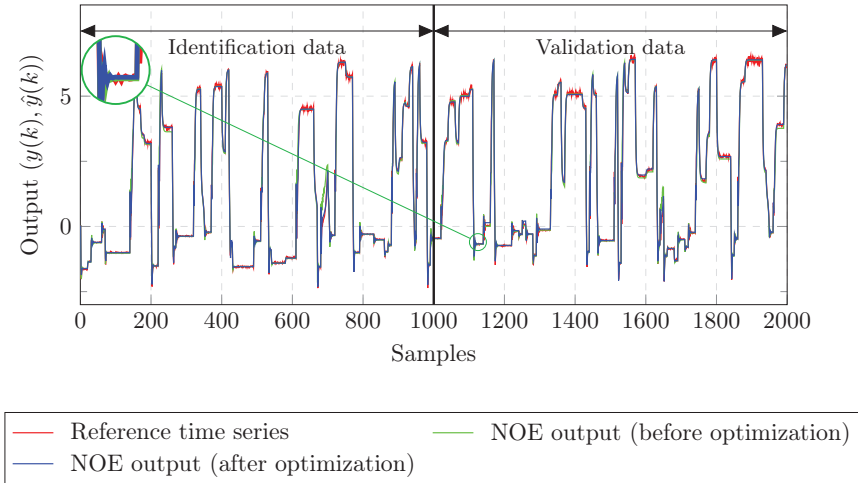 Identification data
Validation data
Output (y(k), ŷ(k))
5
0
0
200
400
600
800
1000
1200
1400
1600
1800
2000
Samples
Reference time series
NOE output (before optimization)
NOE output (after optimization)